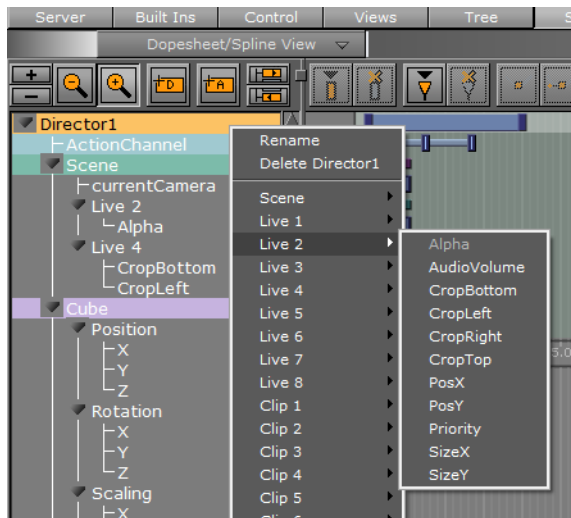 Server Built Ins Control Views Tree
Dopesheet/Spline View
D A
Director1
ActionChannel
Scene
currentCamera
Live 2
Alpha
Live 4
CropBottom
CropLeft
Cube
Position
X
Y
Z
Rotation
X
Y
Z
Scaling
X
Rename
Delete Director1
Scene
Live 1
Live 2
Live 3
Live 4
Live 5
Live 6
Live 7
Live 8
Clip 1
Clip 2
Clip 3
Clip 4
Clip 5
Alpha
AudioVolume
CropBottom
CropLeft
CropRight
CropTop
PosX
PosY
Priority
SizeX
SizeY